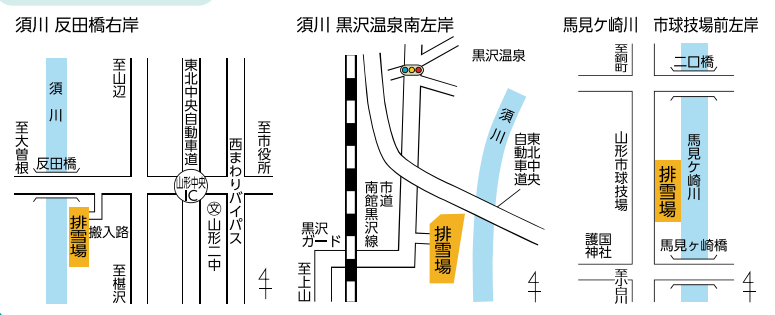 須川 反田橋右岸
至山辺
須川
東北中央自動車道
至大曽根
反田橋
西まわりバイパス
至市役所
山形中央
IC
排雪場
搬入路
文
山形二中
至椹沢
4
須川 黒沢温泉南左岸
黒沢温泉
須川
東北中央
自動車道
市道
南館黒沢線
黒沢
ガード
排雪場
至上山
4
馬見ケ崎川 市球技場前左岸
至銅町
二口橋
山形市球技場
馬見ケ崎川
排雪場
護国
神社
馬見ヶ崎橋
至小白川
4